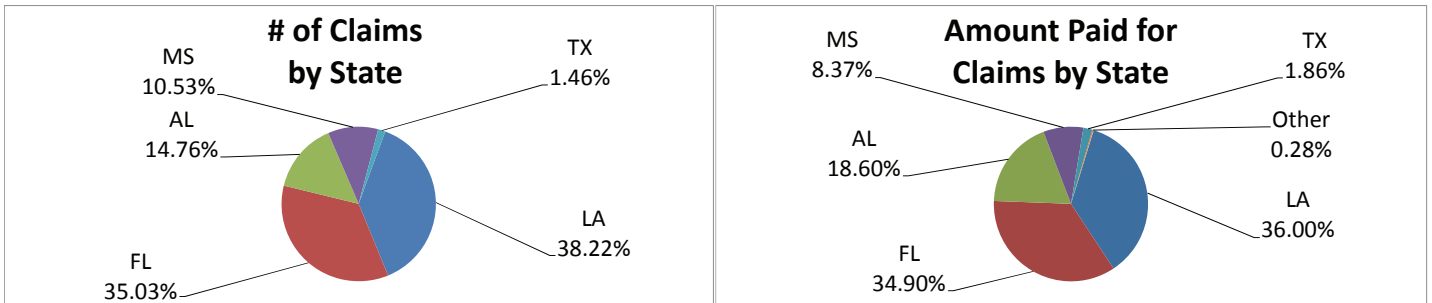 # of Claims
by State
MS
10.53%
TX
1.46%
AL
14.76%
LA
38.22%
FL
35.03%
Amount Paid for
Claims by State
MS
8.37%
TX
1.86%
Other
0.28%
AL
18.60%
LA
36.00%
FL
34.90%